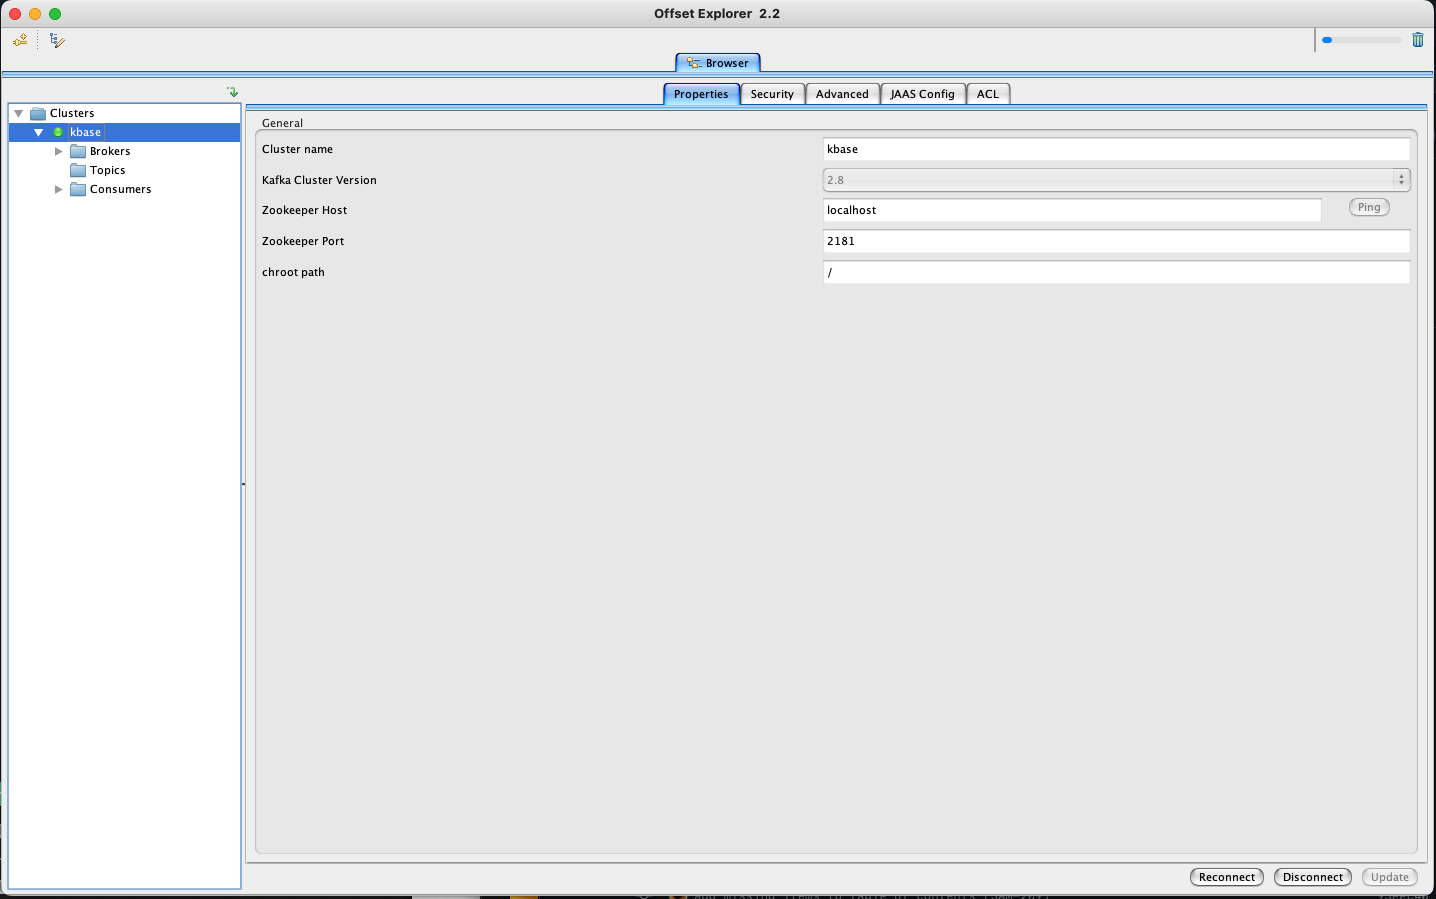 Offset Explorer 2.2
Browser
Properties Security Advanced JAAS Config ACL
Clusters
kbase
Brokers
Topics
Consumers
General
Cluster name kbase
Kafka Cluster Version 2.8
Zookeeper Host localhost Ping
Zookeeper Port 2181
chroot path /
Reconnect Disconnect Update